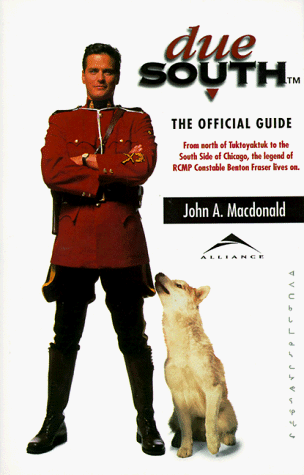 due
SOUTH™
THE OFFICIAL GUIDE
From north of Tuktoyaktuk to the
South Side of Chicago, the legend of
RCMP Constable Benton Fraser lives on.
John A. Macdonald
ALLIANCE